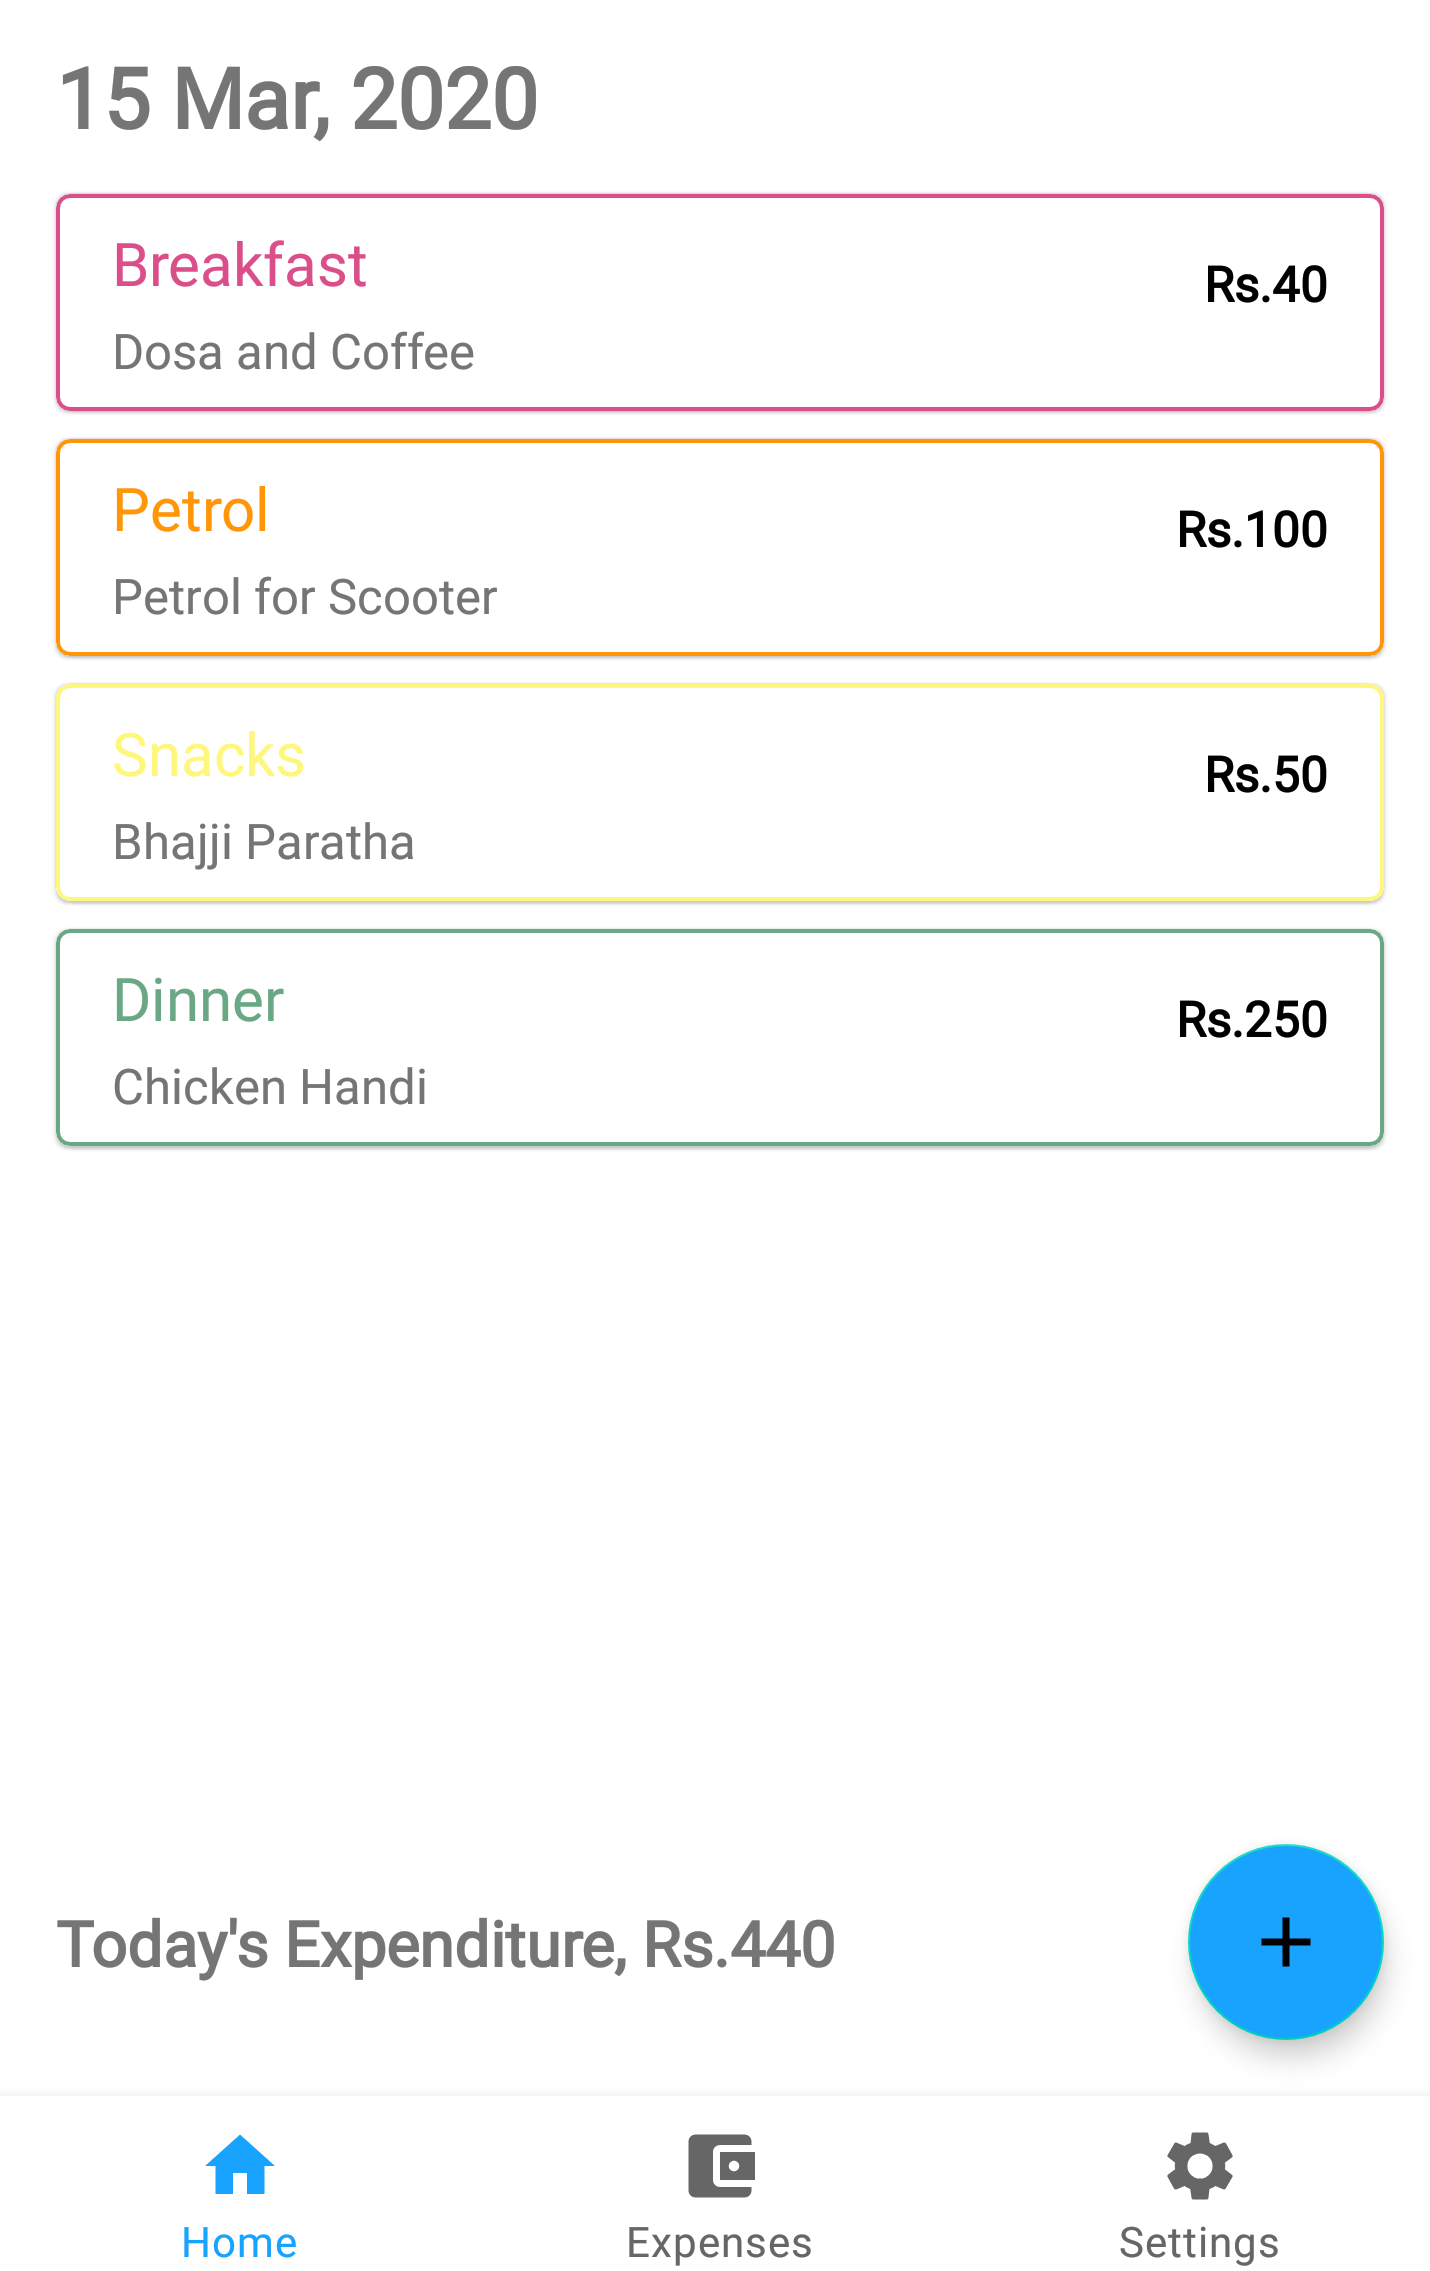 15 Mar, 2020
Breakfast
Rs.40
Dosa and Coffee
Petrol
Rs.100
Petrol for Scooter
Snacks
Rs.50
Bhajji Paratha
Dinner
Rs.250
Chicken Handi
Today's Expenditure, Rs.440
Home
Expenses
Settings